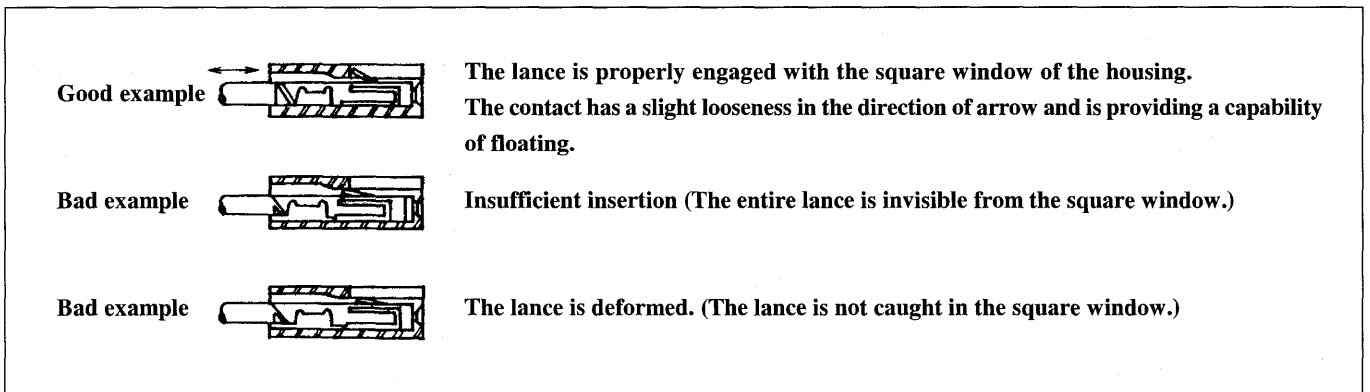 Good example
The lance is properly engaged with the square window of the housing.
The contact has a slight looseness in the direction of arrow and is providing a capability
of floating.
Bad example
Insufficient insertion (The entire lance is invisible from the square window.)
Bad example
The lance is deformed. (The lance is not caught in the square window.)